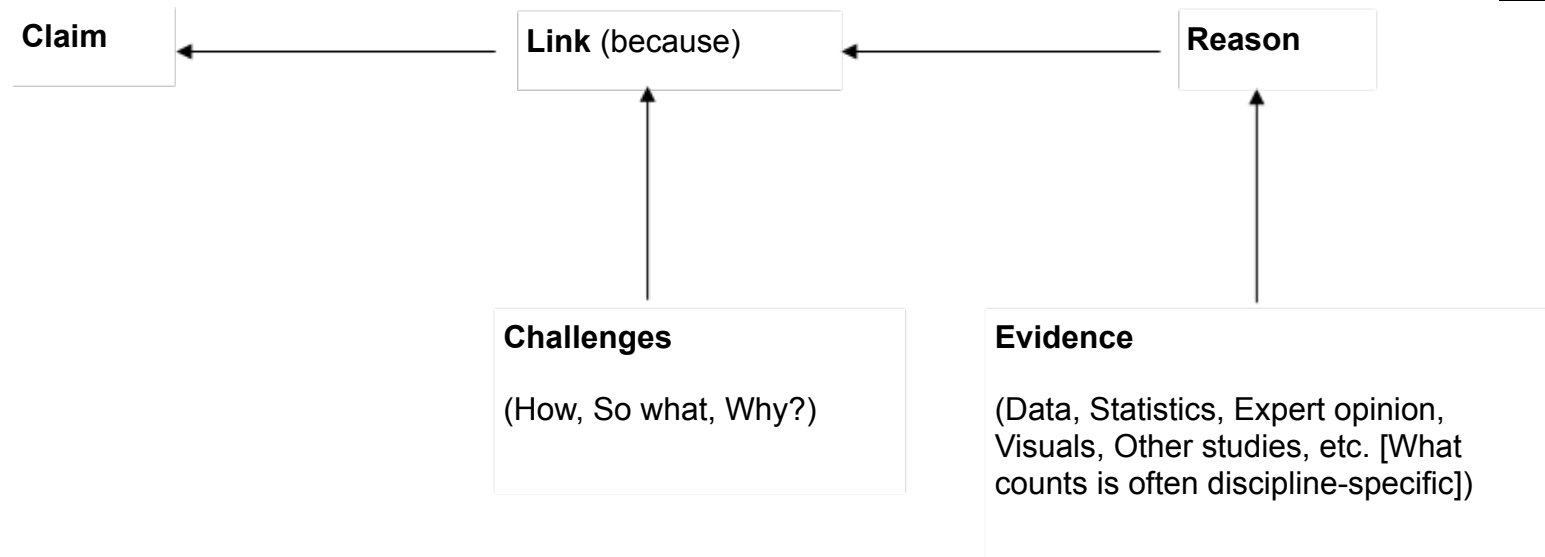 Claim
Link (because)
Reason
Challenges
(How, So what, Why?)
Evidence
(Data, Statistics, Expert opinion,
Visuals, Other studies, etc. [What
counts is often discipline-specific])